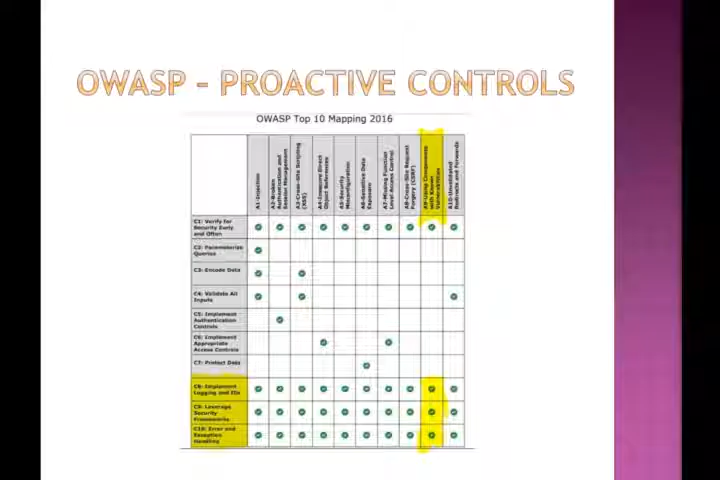 OWASP - PROACTIVE CONTROLS
OWASP Top 10 Mapping 2016
A1-Injection
A2-Broken
Authentication and
Session Management
A3-Cross-Site Scripting
(XSS)
A4-Insecure Direct
Object References
A5-Security
Misconfiguration
A6-Sensitive Data
Exposure
A7-Missing Function
Level Access Control
A8-Cross-Site Request
Forgery (CSRF)
A9-Using Components
with Known
Vulnerabilities
A10-Unvalidated
Redirects and Forwards
C1: Verify for
Security Early
and Often
C2: Parameterize
Queries
C3: Encode Data
C4: Validate All
Inputs
C5: Implement
Authentication
Controls
C6: Implement
Appropriate
Access Controls
C7: Protect Data
C8: Implement
Logging and IDs
C9: Leverage
Security
Frameworks
C10: Error and
Exception
Handling